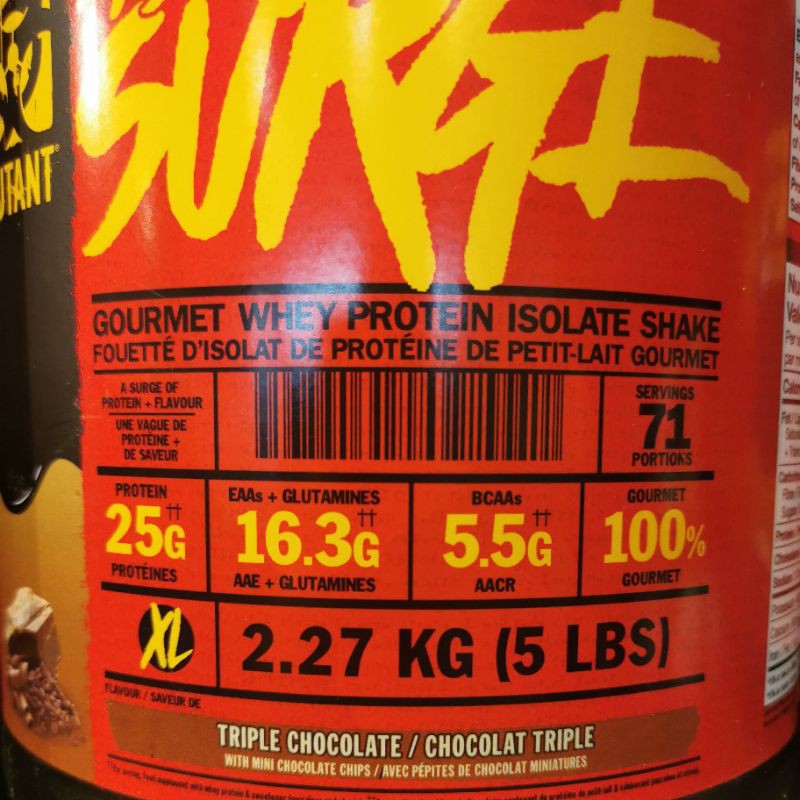 SURGE
GOURMET WHEY PROTEIN ISOLATE SHAKE
FOUETTÉ D'ISOLAT DE PROTÉINE DE PETIT-LAIT GOURMET
A SURGE OF
PROTEIN + FLAVOUR
UNE VAGUE DE
PROTÉINE +
DE SAVEUR
SERVINGS
71
PORTIONS
PROTEIN
25G††
PROTÉINES
EAAs + GLUTAMINES
16.3G††
AAE + GLUTAMINES
BCAAs
5.5G††
AACR
GOURMET
100%
GOURMET
XL
2.27 KG (5 LBS)
FLAVOUR / SAVEUR DE
TRIPLE CHOCOLATE / CHOCOLAT TRIPLE
WITH MINI CHOCOLATE CHIPS / AVEC PÉPITES DE CHOCOLAT MINIATURES